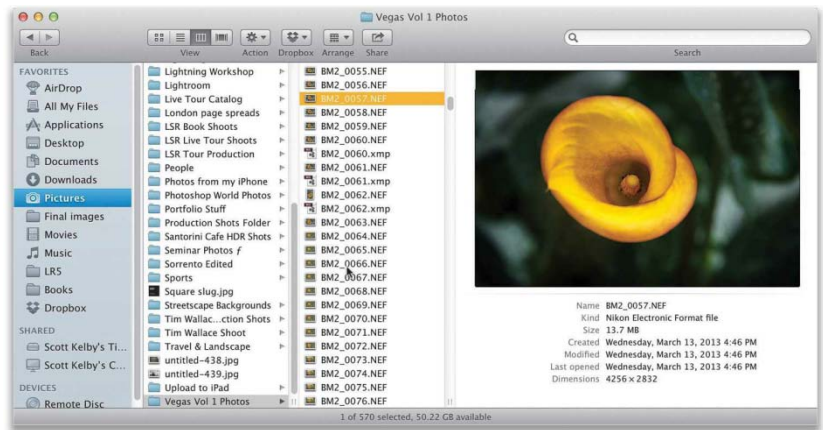 Vegas Vol 1 Photos
Back
View
Action
Dropbox
Arrange
Share
Search
FAVORITES
AirDrop
All My Files
Applications
Desktop
Documents
Downloads
Pictures
Final images
Movies
Music
LR5
Books
Dropbox
SHARED
Scott Kelby's Ti...
Scott Kelby's C...
DEVICES
Remote Disc
Lightning Workshop
Lightroom
Live Tour Catalog
London page spreads
LSR Book Shoots
LSR Live Tour Shoots
LSR Tour Production
People
Photos from my iPhone
Photoshop World Photos
Portfolio Stuff
Production Shots Folder
Santorini Cafe HDR Shots
Seminar Photos ƒ
Sorrento Edited
Sports
Square slug.jpg
Streetscape Backgrounds
Tim Wallac...ction Shots
Tim Wallace Shoot
Travel & Landscape
untitled-438.jpg
untitled-439.jpg
Upload to iPad
Vegas Vol 1 Photos
BM2_0055.NEF
BM2_0056.NEF
BM2_0057.NEF
BM2_0058.NEF
BM2_0059.NEF
BM2_0060.NEF
BM2_0060.xmp
BM2_0061.NEF
BM2_0061.xmp
BM2_0062.NEF
BM2_0062.xmp
BM2_0063.NEF
BM2_0064.NEF
BM2_0065.NEF
BM2_0066.NEF
BM2_0067.NEF
BM2_0068.NEF
BM2_0069.NEF
BM2_0070.NEF
BM2_0071.NEF
BM2_0072.NEF
BM2_0073.NEF
BM2_0074.NEF
BM2_0075.NEF
BM2_0076.NEF
Name BM2_0057.NEF
Kind Nikon Electronic Format file
Size 13.7 MB
Created Wednesday, March 13, 2013 4:46 PM
Modified Wednesday, March 13, 2013 4:46 PM
Last opened Wednesday, March 13, 2013 4:46 PM
Dimensions 4256 x 2832
1 of 570 selected, 50.22 GB available